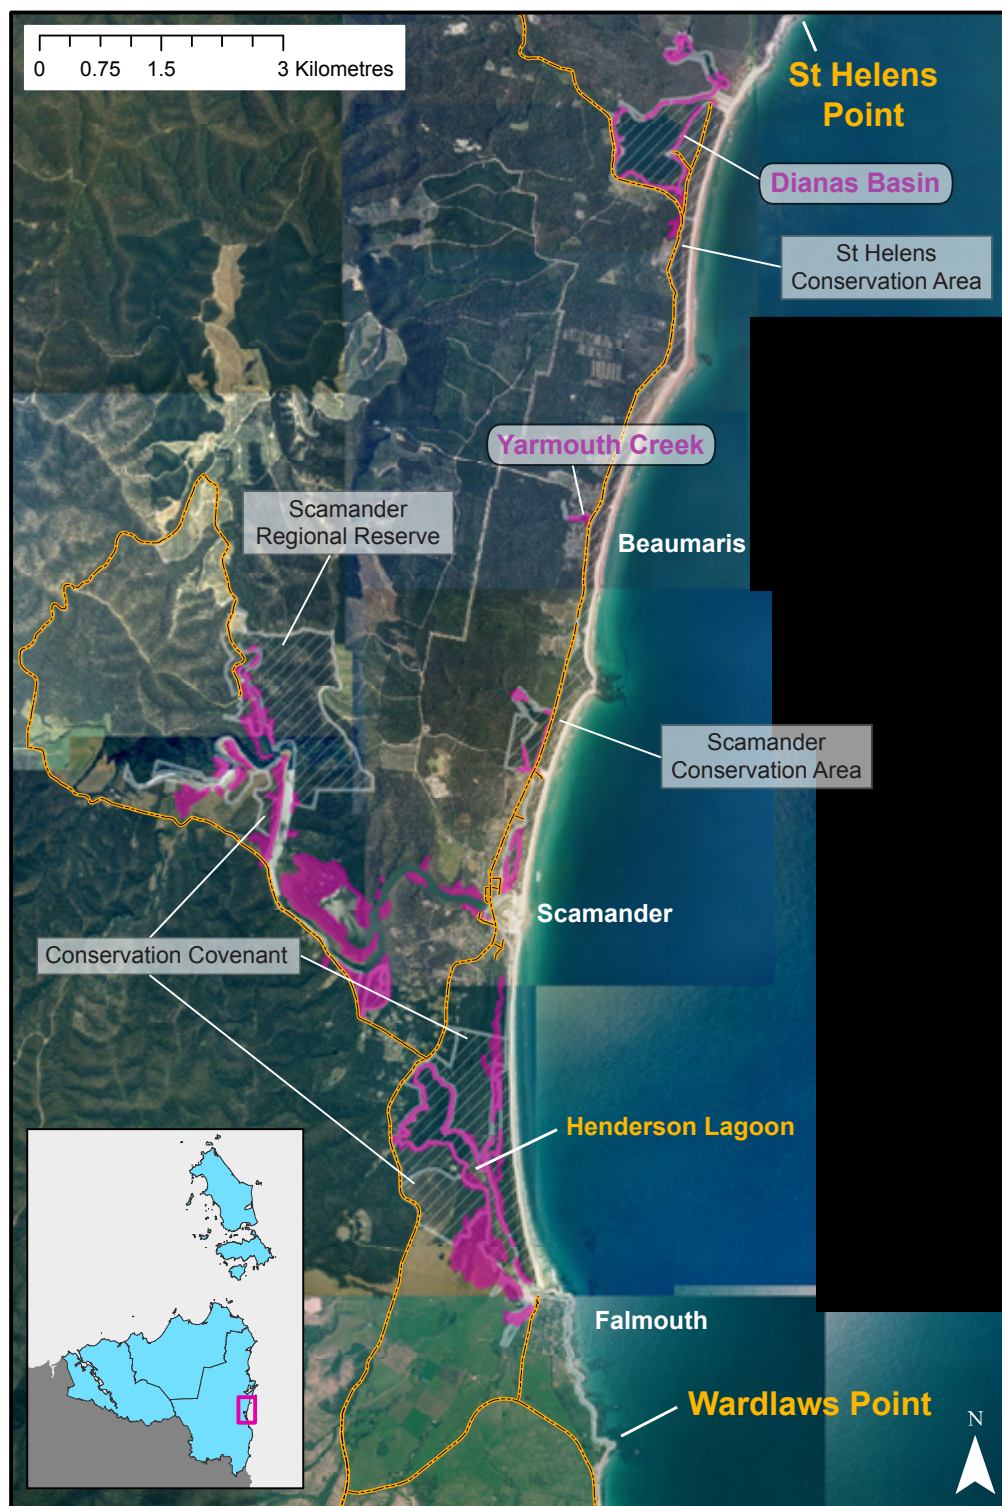 0 0.75 1.5 3 Kilometres
St Helens
Point
Dianas Basin
St Helens
Conservation Area
Yarmouth Creek
Scamander
Regional Reserve
Beaumaris
Scamander
Conservation Area
Scamander
Conservation Covenant
Henderson Lagoon
Falmouth
Wardlaws Point
N